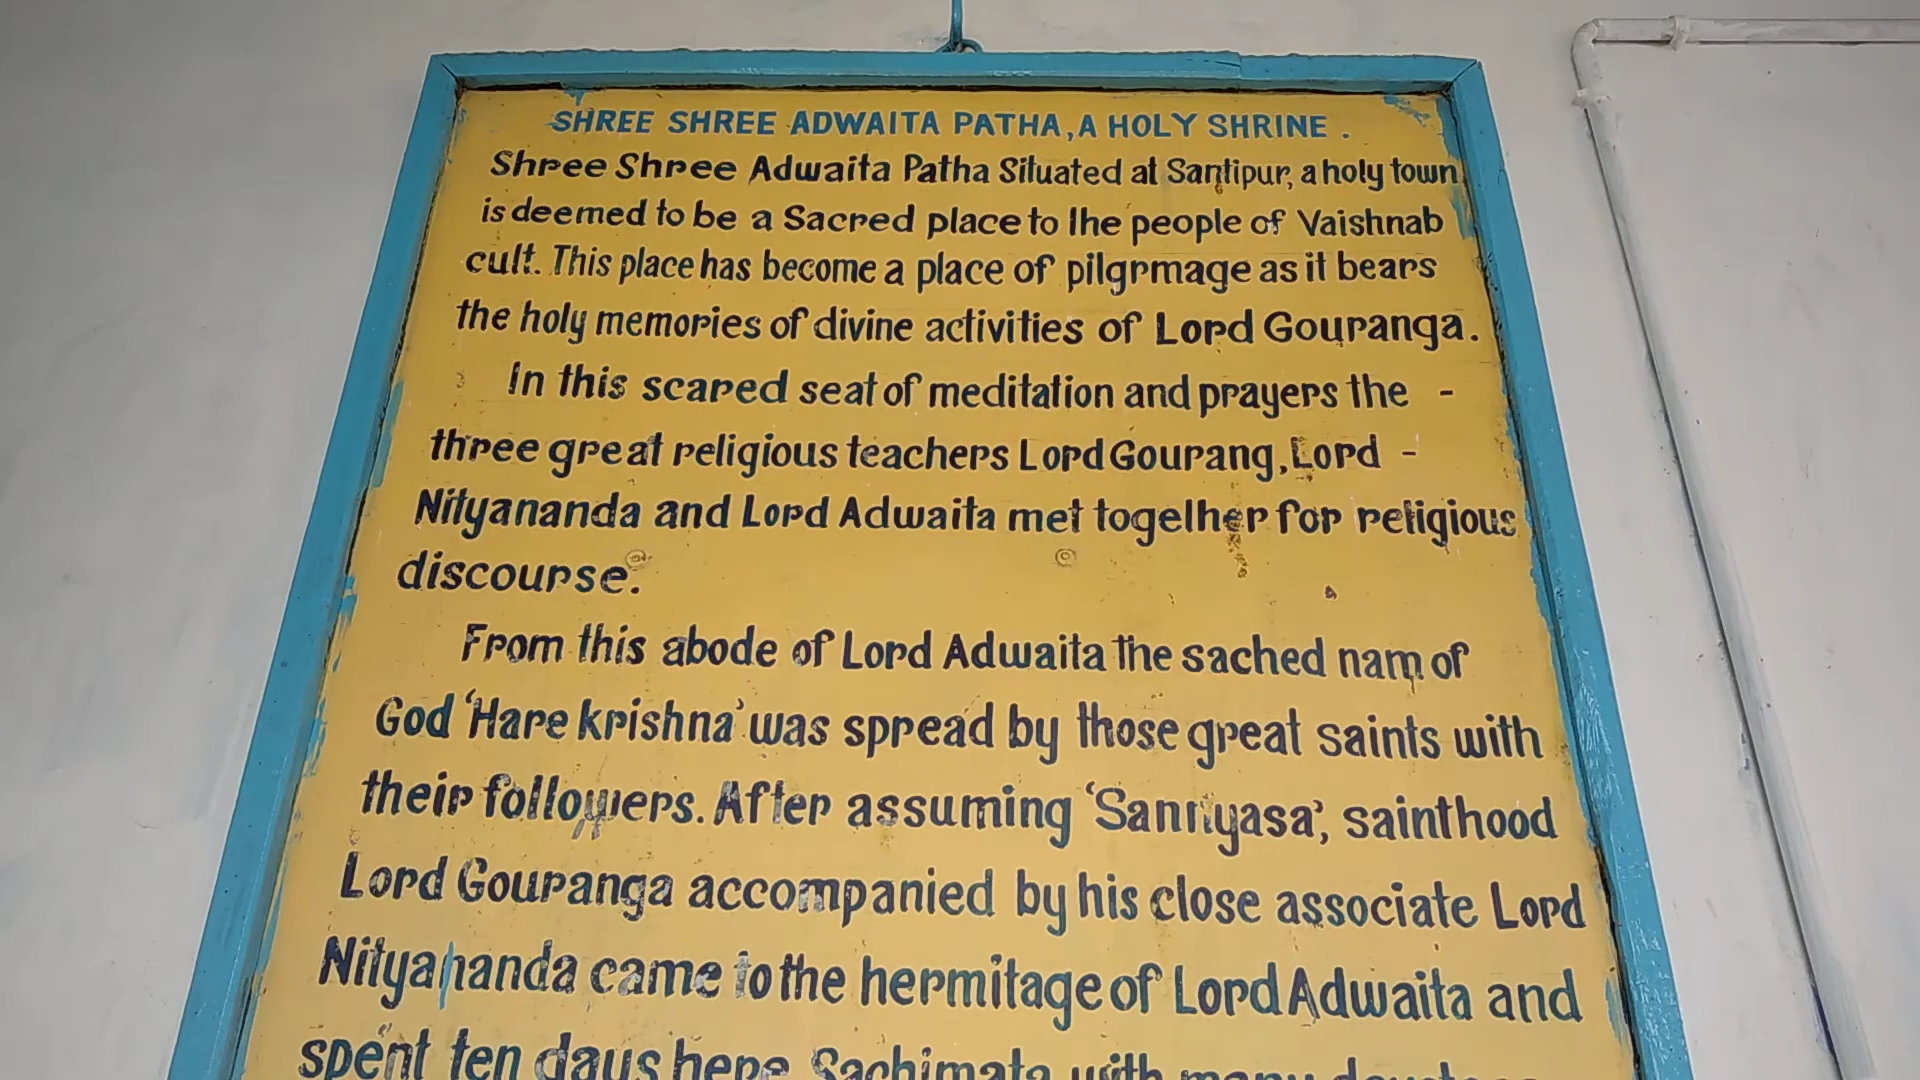 SHREE SHREE ADWAITA PATHA, A HOLY SHRINE .
Shree Shree Adwaita Patha Situated at Santipur, a holy town
is deemed to be a Sacred place to the people of Vaishnab
cult. This place has become a place of pilgrmage as it bears
the holy memories of divine activities of Lord Gouranga.
In this scared seat of meditation and prayers the -
three great religious teachers Lord Gourang, Lord -
Nityananda and Lord Adwaita met together for religious
discourse.
From this abode of Lord Adwaita the sached nam of
God 'Hare krishna' was spread by those great saints with
their followers. After assuming 'Sannyasa', sainthood
Lord Gouranga accompanied by his close associate Lord
Nityananda came to the hermitage of Lord Adwaita and
spent ten days here. Sachimata with many